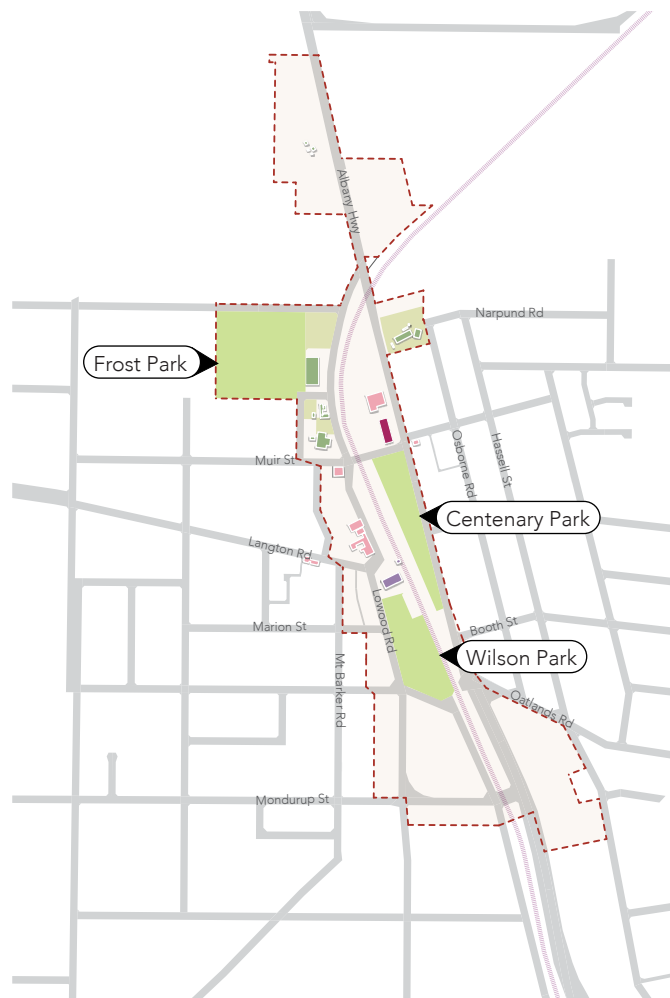 Albany Hwy
Narpund Rd
Frost Park
Muir St
Osborne Rd
Hassell St
Centenary Park
Langton Rd
Lowood Rd
Marion St
Booth St
Wilson Park
Mt Barker Rd
Oatlands Rd
Mondurup St